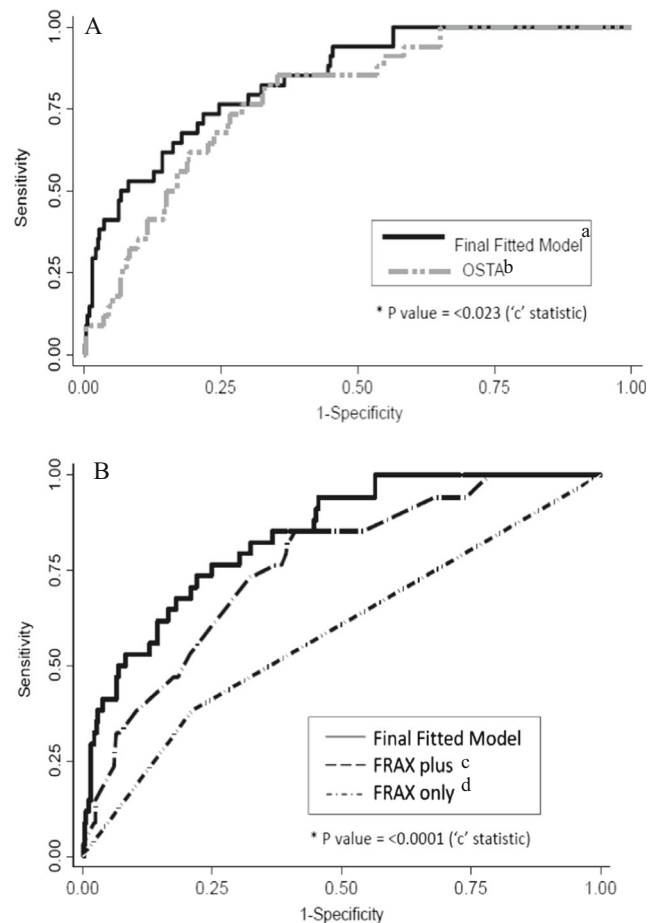 A
1.00
0.75
0.50
0.25
0.00
Sensitivity
Final Fitted Model a
OSTA b
* P value = <0.023 (‘c’ statistic)
0.00 0.25 0.50 0.75 1.00
1-Specificity
B
1.00
0.75
0.50
0.25
0.00
Sensitivity
Final Fitted Model
FRAX plus c
FRAX only d
* P value = <0.0001 (‘c’ statistic)
0.00 0.25 0.50 0.75 1.00
1-Specificity